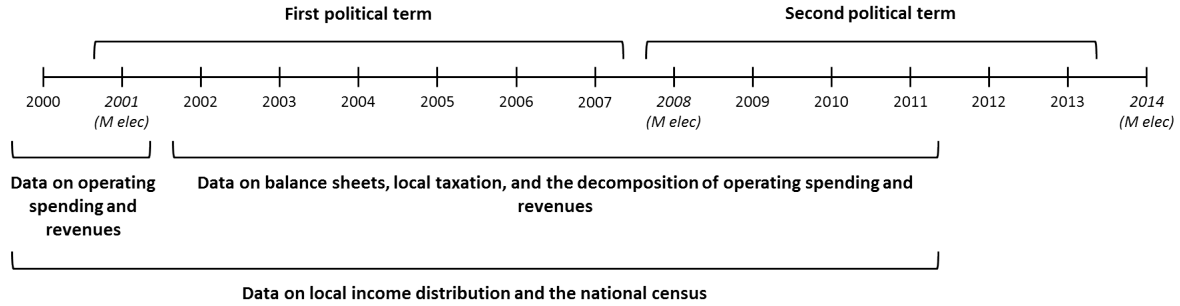 First political term
Second political term
2000 2001 2002 2003 2004 2005 2006 2007 2008 2009 2010 2011 2012 2013 2014
(M elec) (M elec) (M elec)
Data on operating
spending and
revenues
Data on balance sheets, local taxation, and the decomposition of operating spending and
revenues
Data on local income distribution and the national census